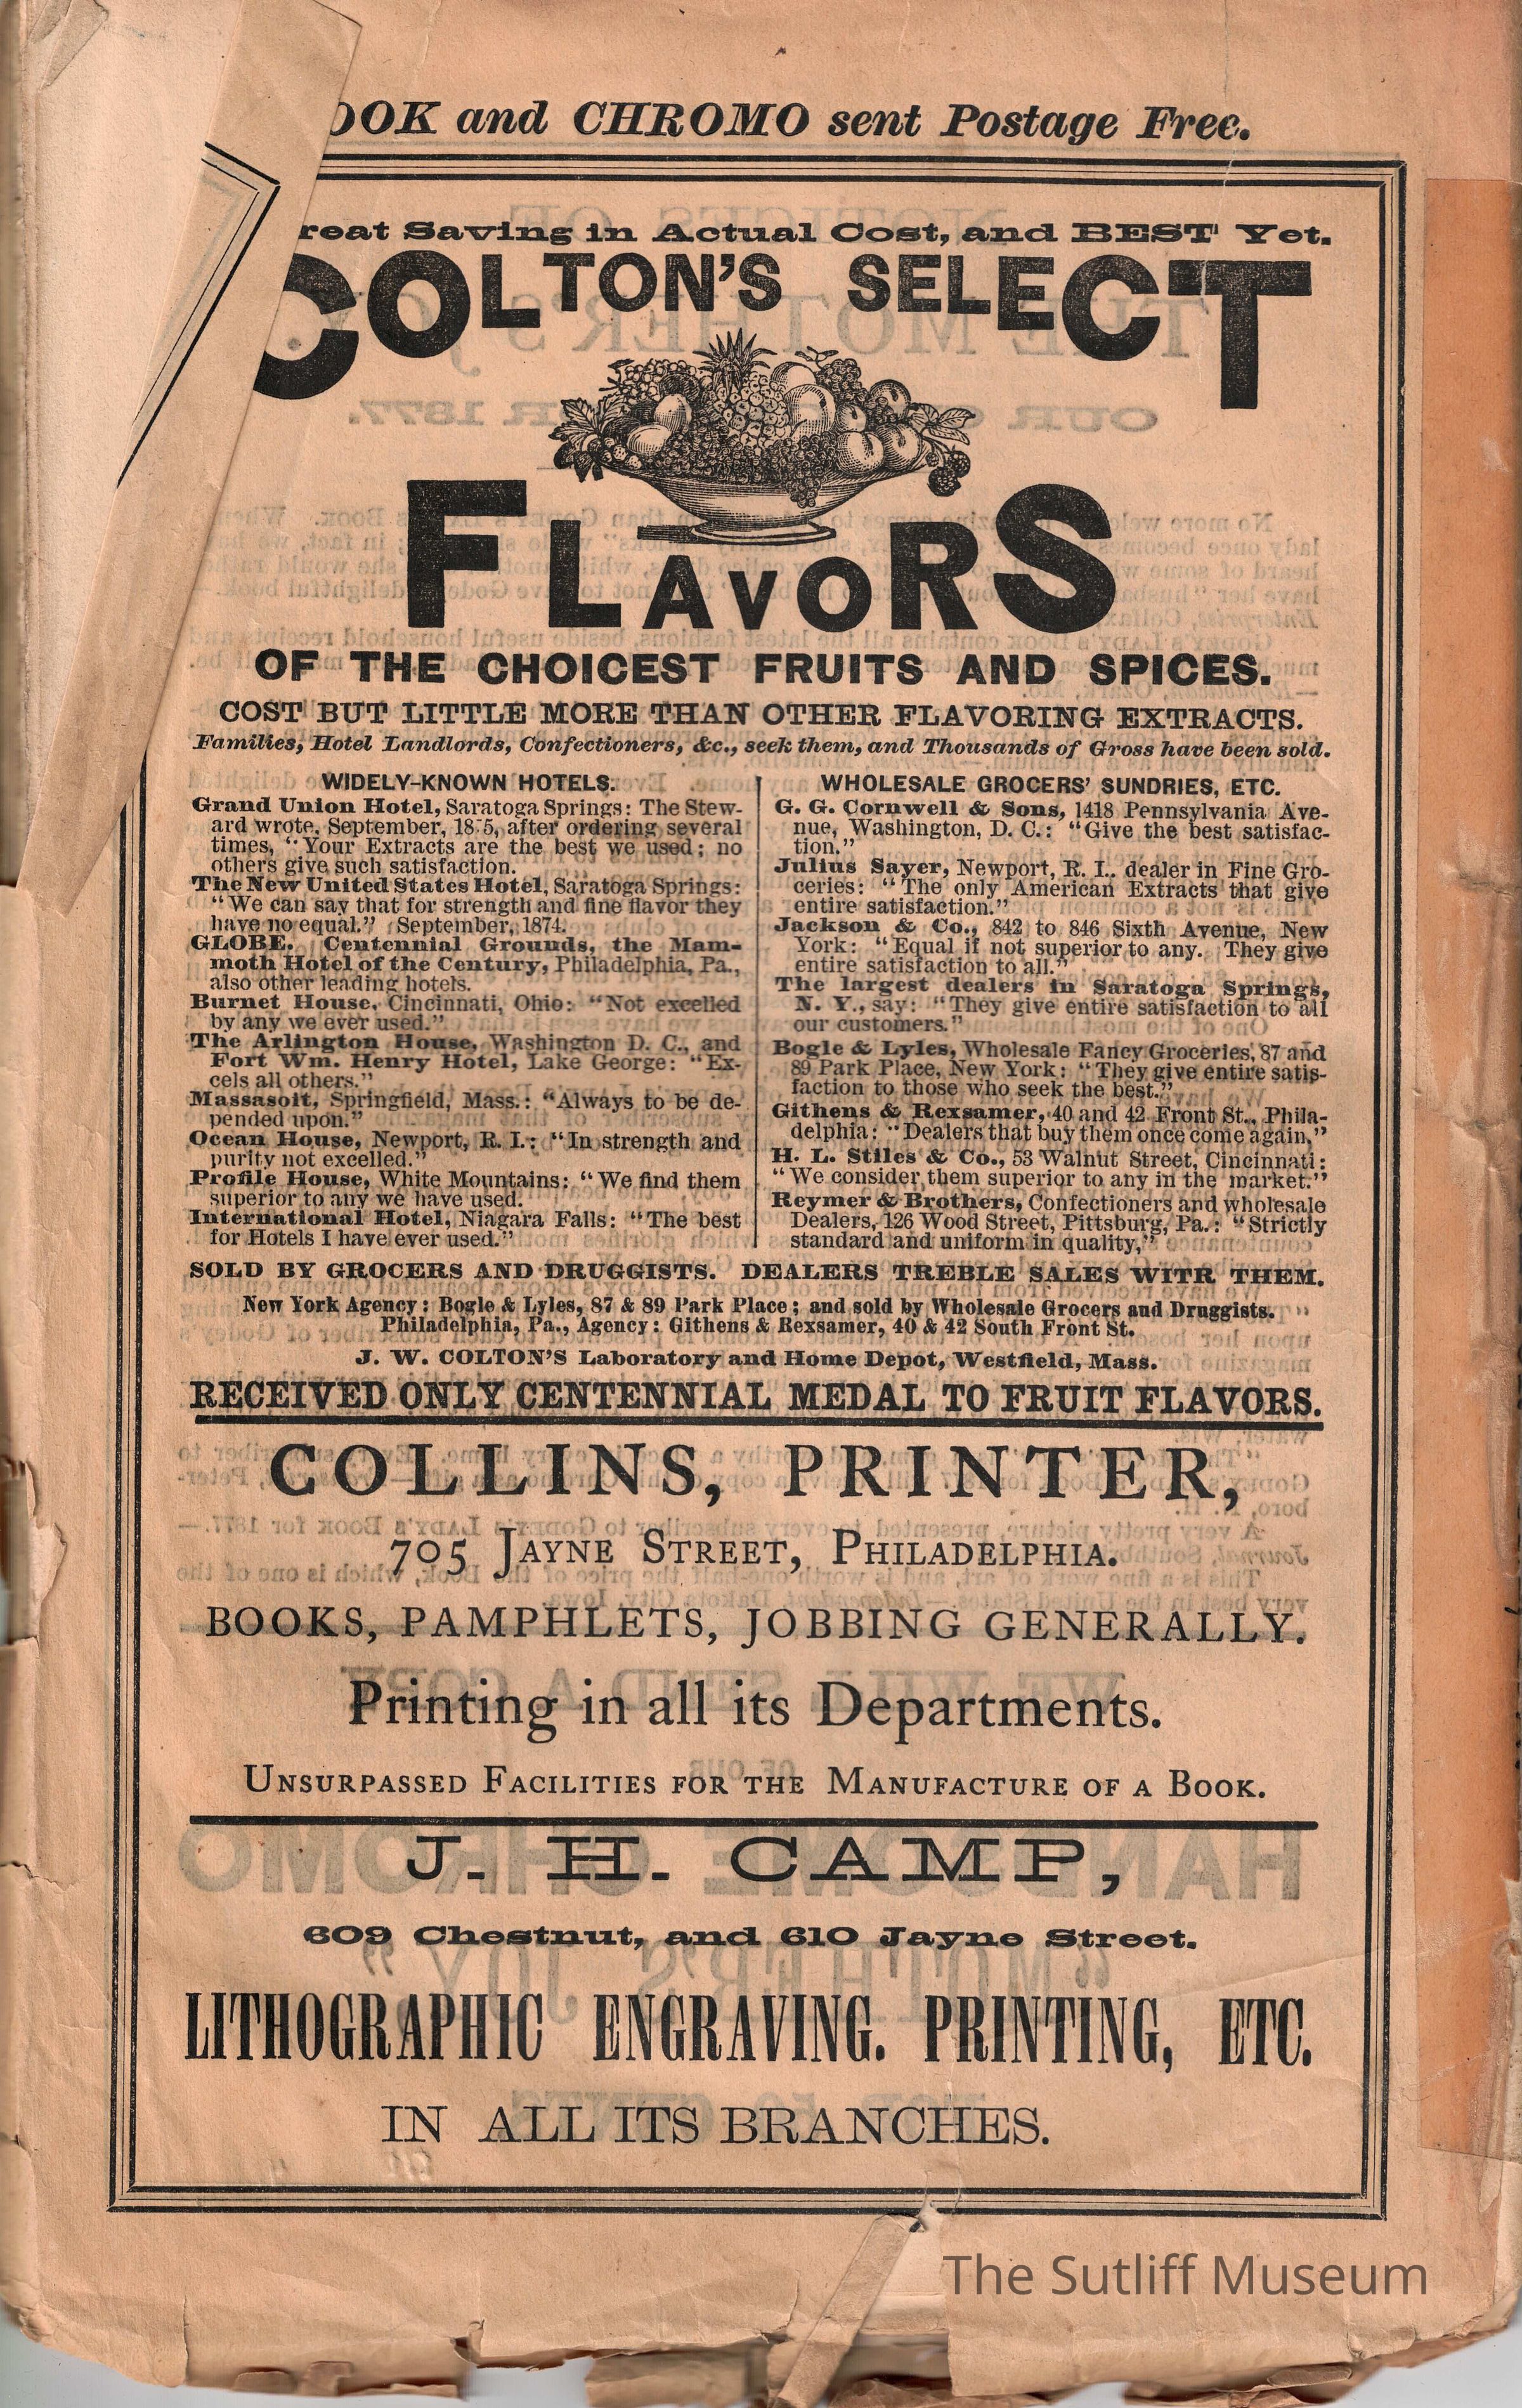 OOK and CHROMO sent Postage Free.
reat Saving in Actual Cost, and BEST Yet.
COLTON'S SELECT
FLAVORS
OF THE CHOICEST FRUITS AND SPICES.
COST BUT LITTLE MORE THAN OTHER FLAVORING EXTRACTS.
Families, Hotel Landlords, Confectioners, &c., seek them, and Thousands of Gross have been sold.
WIDELY-KNOWN HOTELS.
Grand Union Hotel, Saratoga Springs: The Stew-
ard wrote, September, 18 5, after ordering several
times, "Your Extracts are the best we used; no
others give such satisfaction.
The New United States Hotel, Saratoga Springs:
"We can say that for strength and fine flavor they
have no equal." September, 1874.
GLOBE. Centennial Grounds, the Mam-
moth Hotel of the Century, Philadelphia, Pa.,
also other leading hotels.
Burnet House, Cincinnati, Ohio: "Not excelled
by any we ever used."
The Arlington House, Washington D. C., and
Fort Wm. Henry Hotel, Lake George: "Ex-
cels all others."
Massasoit, Springfield, Mass.: "Always to be de-
pended upon."
Ocean House, Newport, R. I.: "In strength and
purity not excelled."
Profile House, White Mountains: "We find them
superior to any we have used.
International Hotel, Niagara Falls: "The best
for Hotels I have ever used."
WHOLESALE GROCERS' SUNDRIES, ETC.
G. G. Cornwell & Sons, 1418 Pennsylvania Ave-
nue, Washington, D. C.: "Give the best satisfac-
tion."
Julius Sayer, Newport, R. I.. dealer in Fine Gro-
ceries: "The only American Extracts that give
entire satisfaction."
Jackson & Co., 842 to 846 Sixth Avenue, New
York: "Equal if not superior to any. They give
entire satisfaction to all."
The largest dealers in Saratoga Springs,
N. Y., say: "They give entire satisfaction to all
our customers."
Bogle & Lyles, Wholesale Fancy Groceries, 87 and
89 Park Place, New York: "They give entire satis-
faction to those who seek the best."
Githens & Rexsamer, 40 and 42 Front St., Phila-
delphia: "Dealers that buy them once come again."
H. L. Stiles & Co., 53 Walnut Street, Cincinnati:
"We consider them superior to any in the market."
Reymer & Brothers, Confectioners and wholesale
Dealers, 126 Wood Street, Pittsburg, Pa.: "Strictly
standard and uniform in quality,"
SOLD BY GROCERS AND DRUGGISTS. DEALERS TREBLE SALES WITR THEM.
New York Agency: Bogle & Lyles, 87 & 89 Park Place; and sold by Wholesale Grocers and Druggists.
Philadelphia, Pa., Agency: Githens & Rexsamer, 40 & 42 South Front St.
J. W. COLTON'S Laboratory and Home Depot, Westfield, Mass.
RECEIVED ONLY CENTENNIAL MEDAL TO FRUIT FLAVORS.
COLLINS, PRINTER,
705 JAYNE STREET, PHILADELPHIA.
BOOKS, PAMPHLETS, JOBBING GENERALLY.
Printing in all its Departments.
UNSURPASSED FACILITIES FOR THE MANUFACTURE OF A BOOK.
J. H. CAMP,
609 Chestnut, and 610 Jayne Street.
LITHOGRAPHIC ENGRAVING. PRINTING, ETC.
IN ALL ITS BRANCHES.
The Sutliff Museum